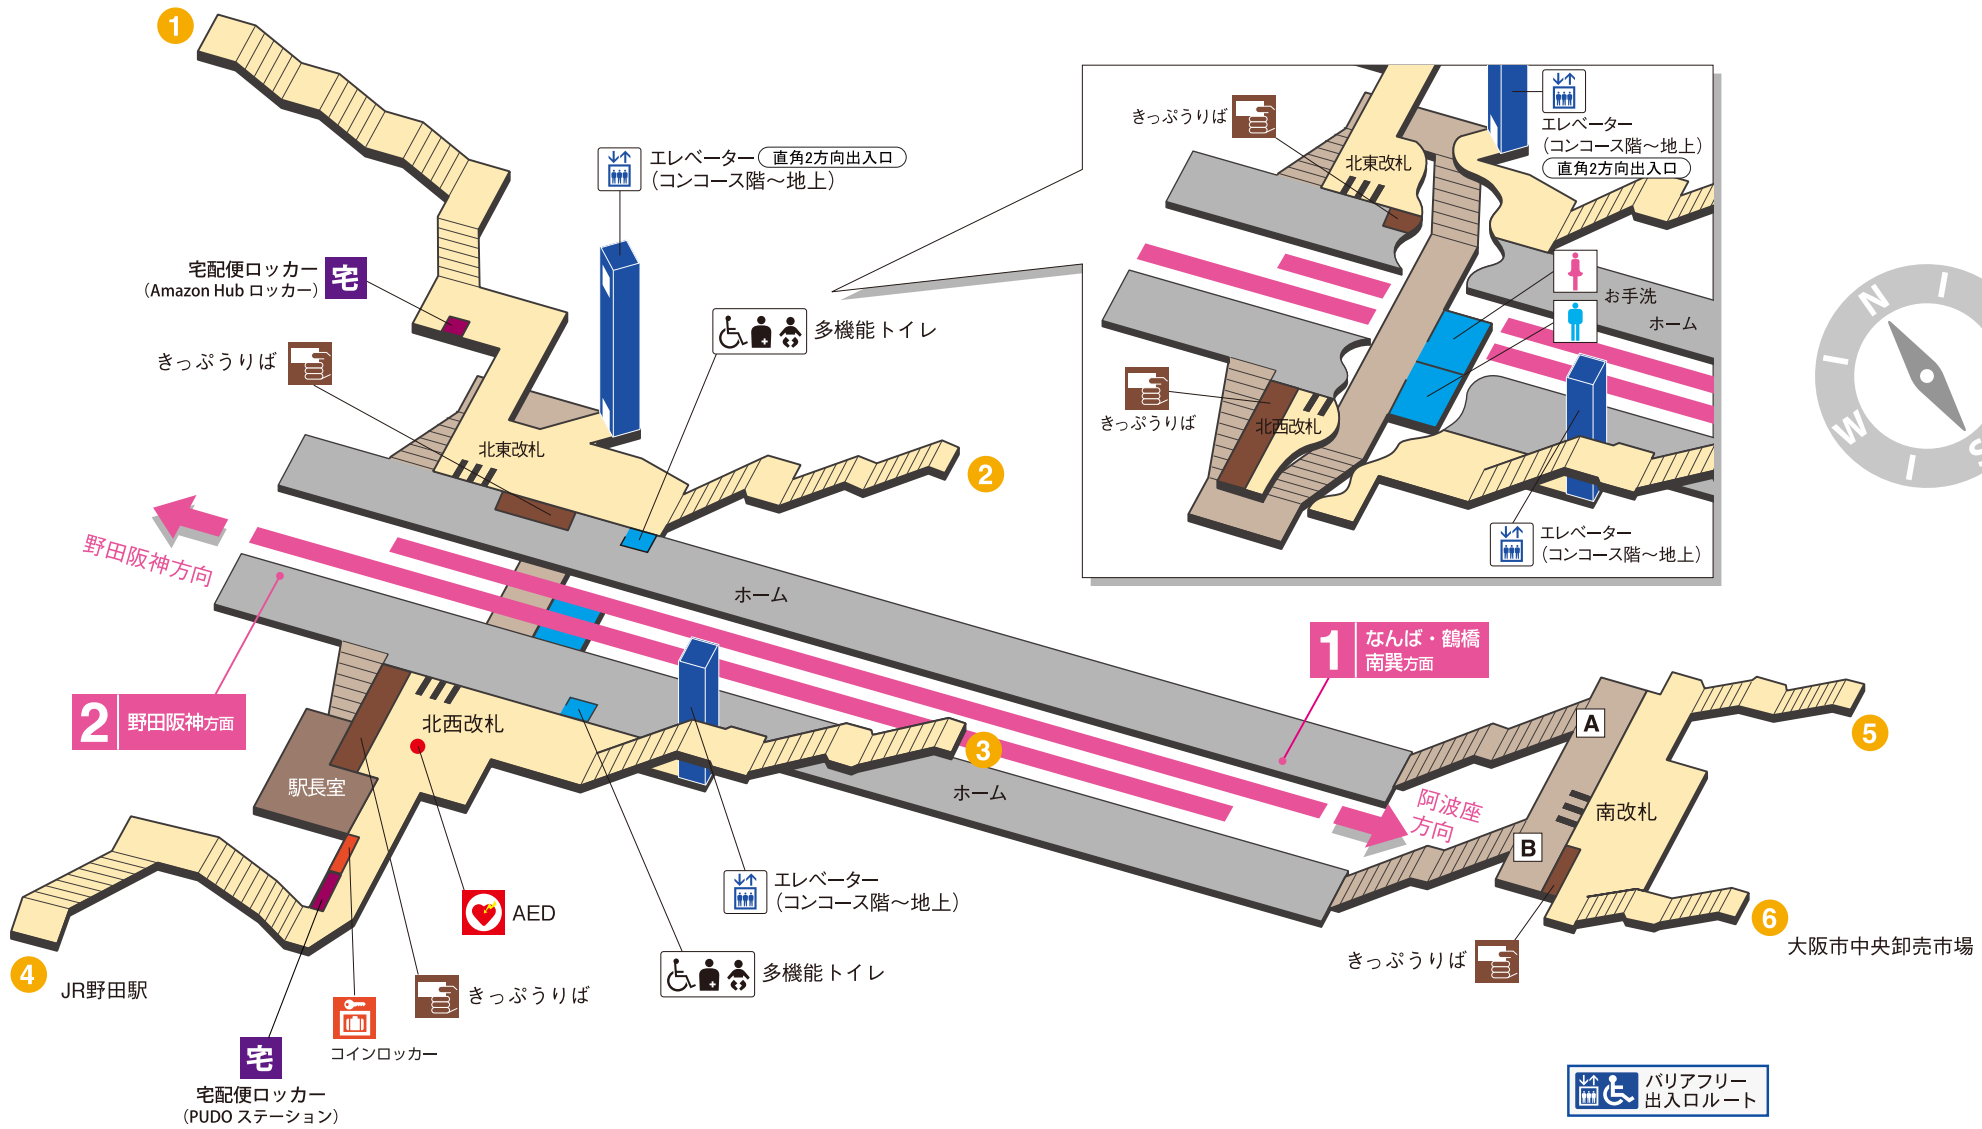 1
エレベーター 直角2方向出入口
(コンコース階～地上)
宅配便ロッカー
(Amazon Hub ロッカー)
宅
多機能トイレ
きっぷうりば
北東改札
2
野田阪神方向
ホーム
2 野田阪神方面
北西改札
駅長室
3
ホーム
1 なんば・鶴橋
南巽方面
阿波座
方向
A
B
南改札
5
6
大阪市中央卸売市場
きっぷうりば
4
JR野田駅
AED
エレベーター
(コンコース階～地上)
多機能トイレ
きっぷうりば
コインロッカー
宅
宅配便ロッカー
(PUDO ステーション)
きっぷうりば
北東改札
エレベーター
(コンコース階～地上)
直角2方向出入口
お手洗
ホーム
きっぷうりば
北西改札
エレベーター
(コンコース階～地上)
N
W
S
バリアフリー
出入口ルート